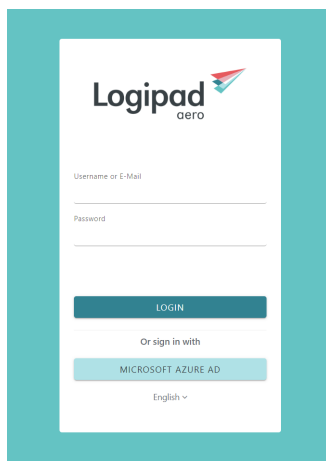 Logipad
aero
Username or E-Mail
Password
LOGIN
Or sign in with
MICROSOFT AZURE AD
English